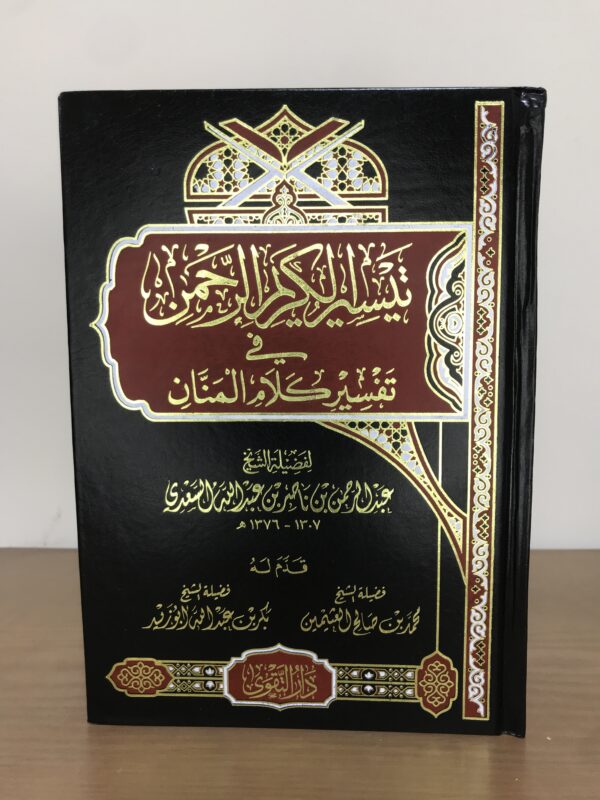 تيسير الكريم الرحمن
في
تفسير كلام المنان
لفضيلة الشيخ
عبد الرحمن بن ناصر بن عبد الله السعدي
١٣٠٧ - ١٣٧٦ هـ
قدم له
فضيلة الشيخ
محمد بن صالح العثيمين
فضيلة الشيخ
بكر بن عبد الله أبو زيد
دار التقوى